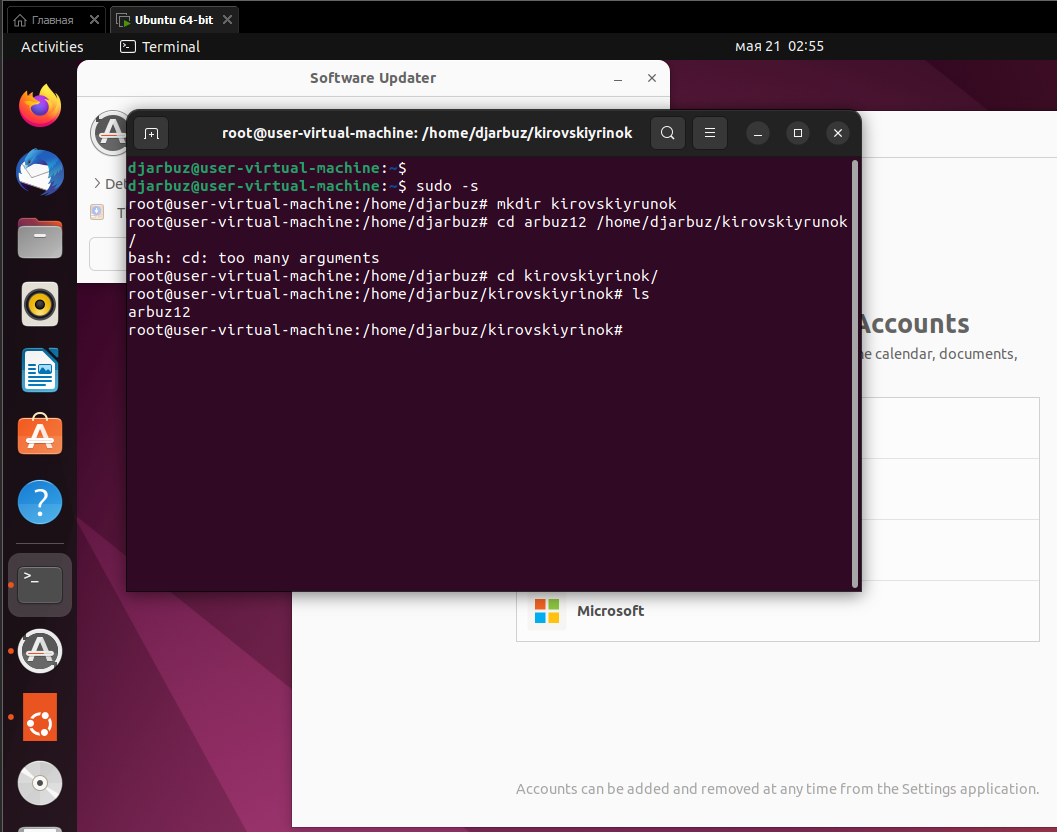 Главная
Ubuntu 64-bit
Activities
Terminal
мая 21 02:55
Software Updater
root@user-virtual-machine: /home/djarbuz/kirovskiyrinok
djarbuz@user-virtual-machine:~$
djarbuz@user-virtual-machine:~$ sudo -s
root@user-virtual-machine:/home/djarbuz# mkdir kirovskiyrunok
root@user-virtual-machine:/home/djarbuz# cd arbuz12 /home/djarbuz/kirovskiyrunok
/
bash: cd: too many arguments
root@user-virtual-machine:/home/djarbuz# cd kirovskiyrinok/
root@user-virtual-machine:/home/djarbuz/kirovskiyrinok# ls
arbuz12
root@user-virtual-machine:/home/djarbuz/kirovskiyrinok#
Accounts
calendar, documents,
Microsoft
Accounts can be added and removed at any time from the Settings application.